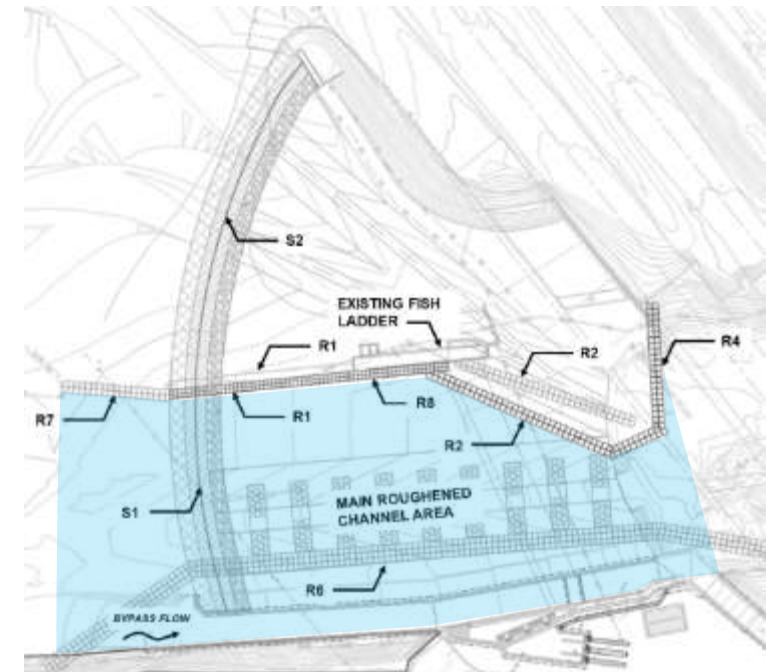 S2
EXISTING FISH
LADDER
R1
R2
R4
R7
R1
R8
R2
S1
MAIN ROUGHENED
CHANNEL AREA
R6
BYPASS FLOW